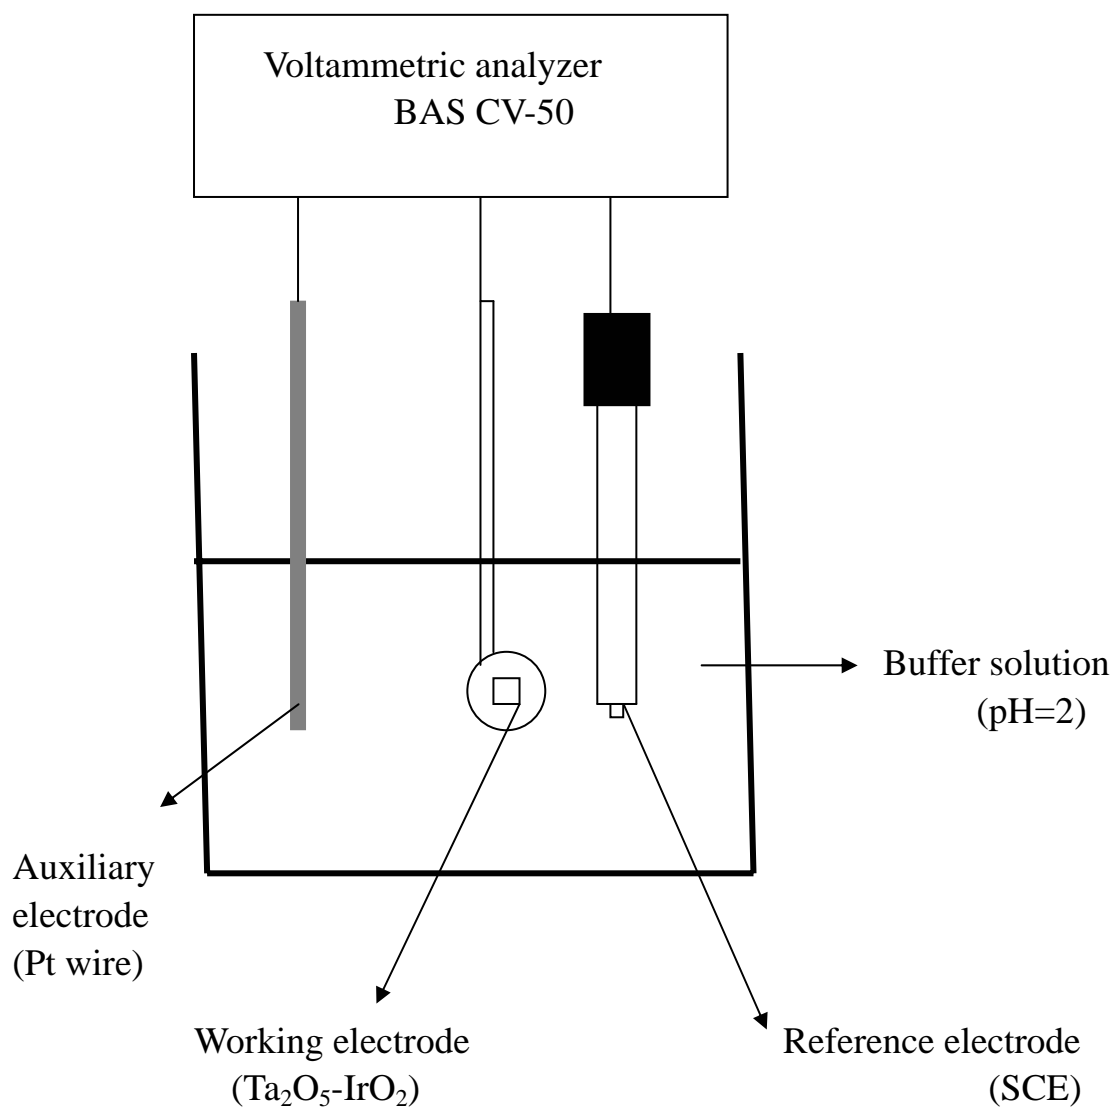 Voltammetric analyzer
BAS CV-50
Buffer solution
(pH=2)
Auxiliary
electrode
(Pt wire)
Working electrode
(Ta₂O₅-IrO₂)
Reference electrode
(SCE)